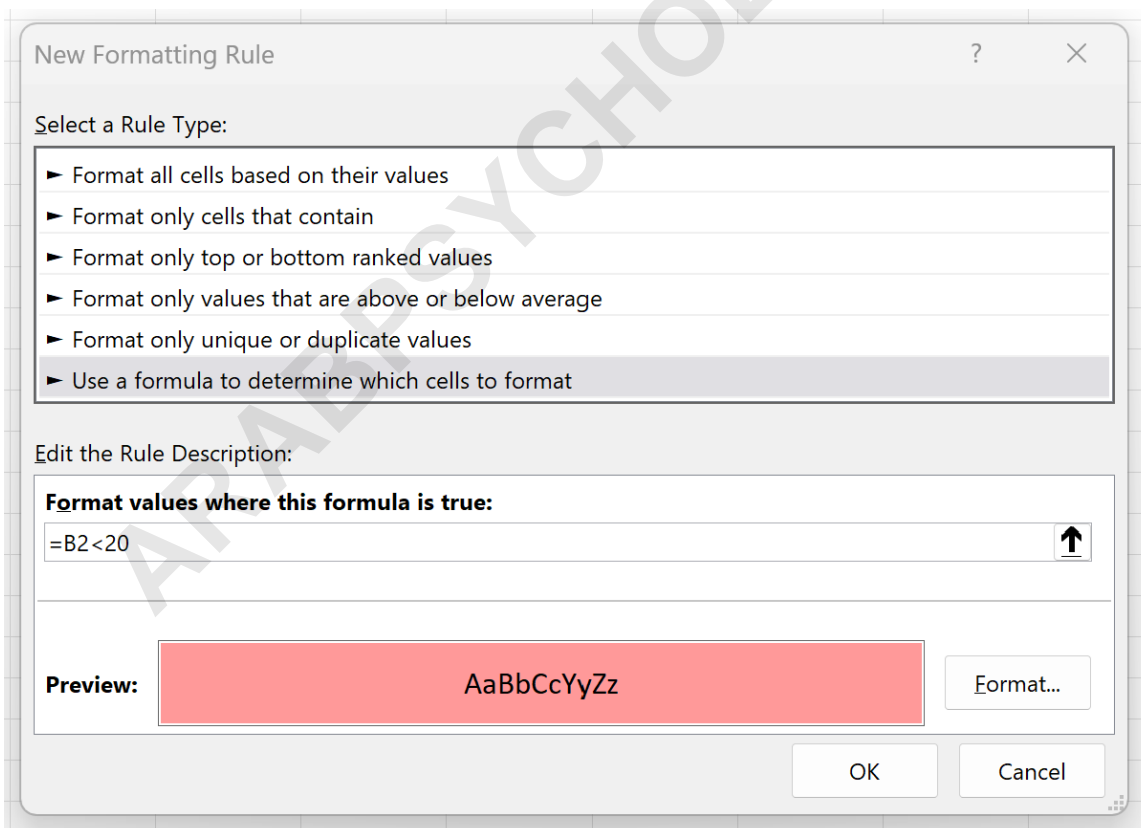 New Formatting Rule
?
Select a Rule Type:
► Format all cells based on their values
► Format only cells that contain
► Format only top or bottom ranked values
► Format only values that are above or below average
► Format only unique or duplicate values
► Use a formula to determine which cells to format
Edit the Rule Description:
Format values where this formula is true:
=B2<20
Preview:
AaBbCcYyZz
Format...
OK
Cancel
ARABPSYCHO